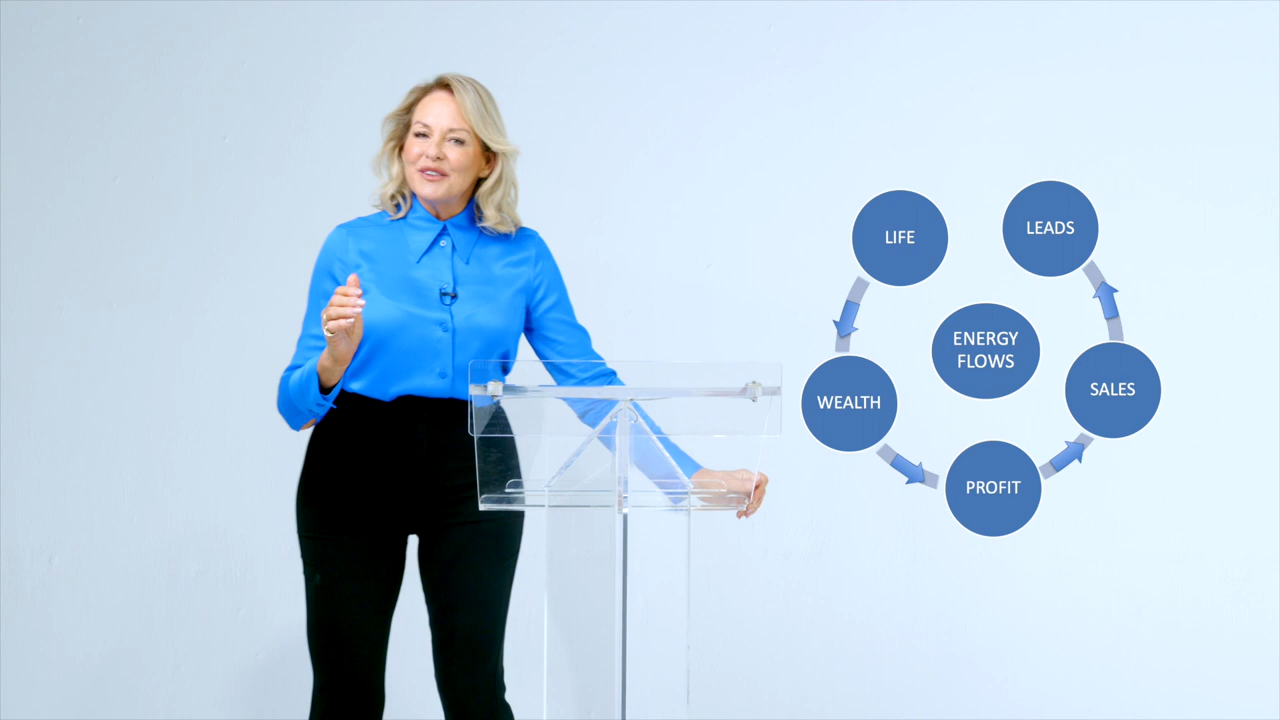 LIFE
LEADS
ENERGY
FLOWS
WEALTH
SALES
PROFIT